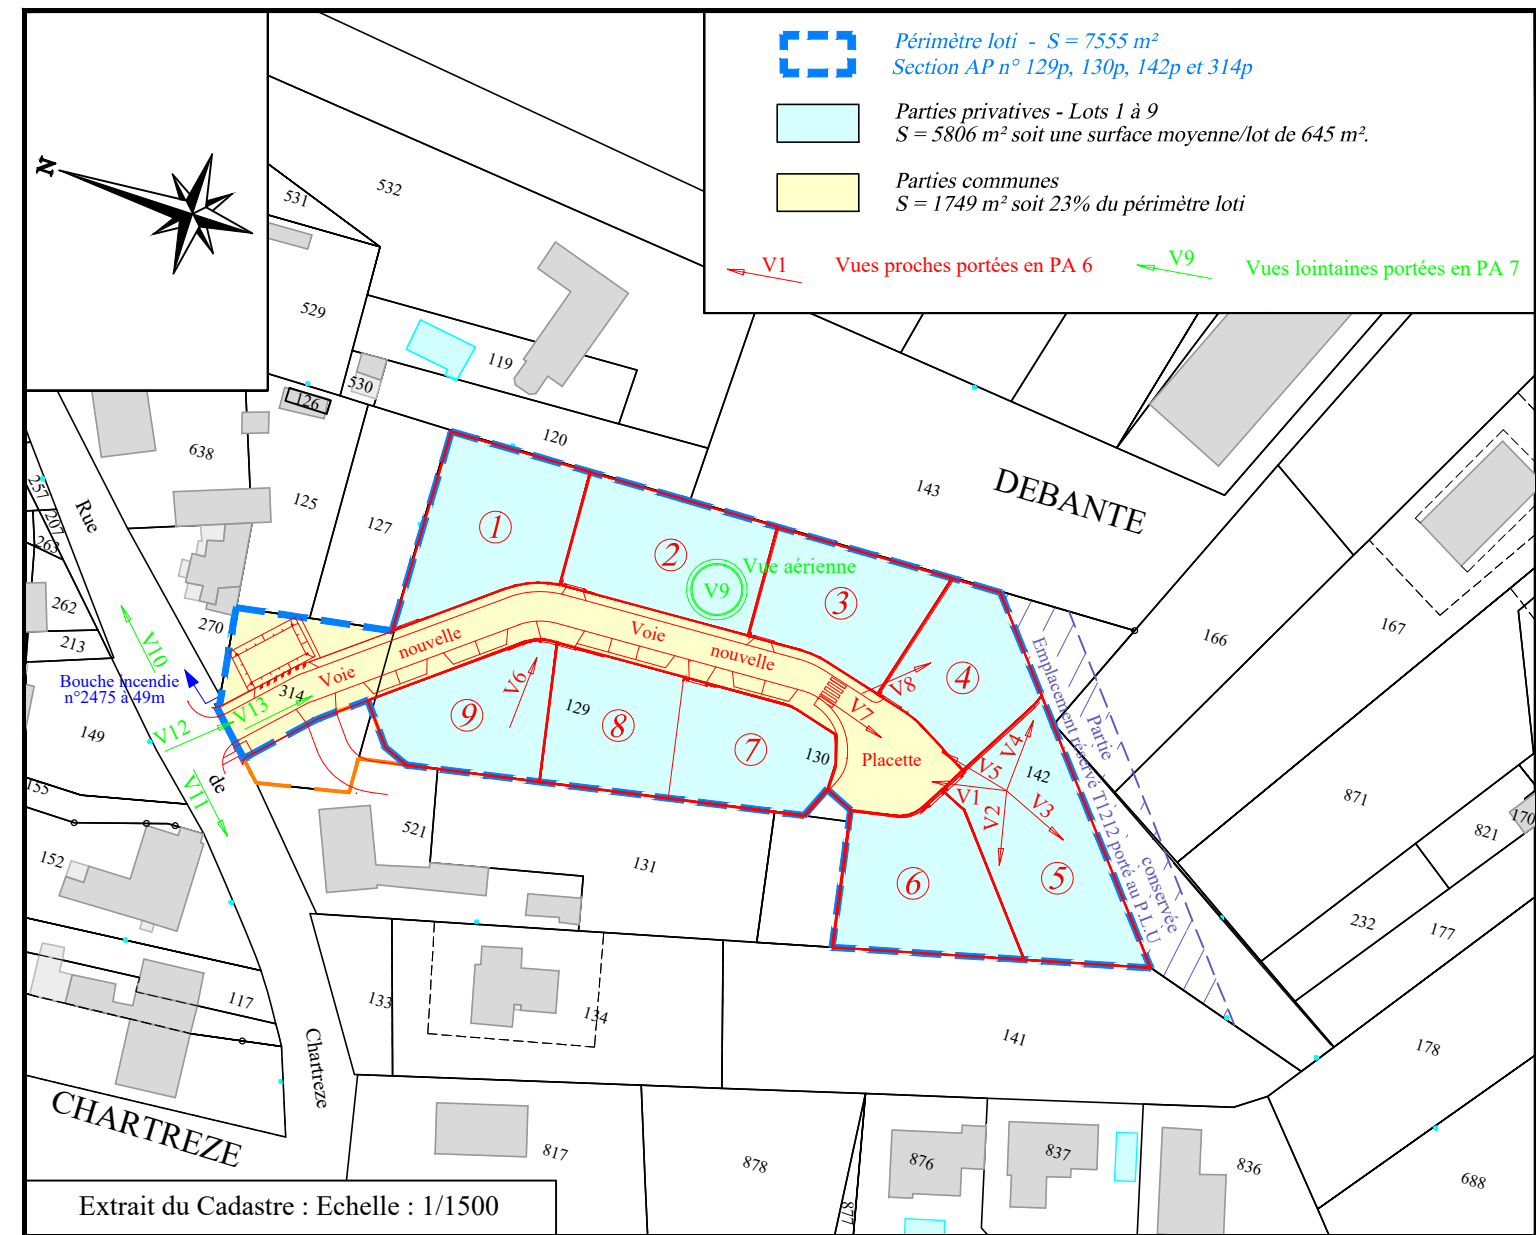 Périmètre loti - S = 7555 m²
Section AP n° 129p, 130p, 142p et 314p
Parties privatives - Lots 1 à 9
S = 5806 m² soit une surface moyenne/lot de 645 m².
Parties communes
S = 1749 m² soit 23% du périmètre loti
V1
Vues proches portées en PA 6
V9
Vues lointaines portées en PA 7
N
531
532
529
119
530
126
120
638
125
127
143
DEBANTE
257
207
263
262
213
270
Rue
de
Chartreze
1
2
3
4
5
6
7
8
9
Vue aérienne
V9
Voie
nouvelle
Voie
nouvelle
Placette
314
129
130
142
V10
V11
V12
V13
V6
V7
V8
V5
V4
V1
V2
V3
Bouche incendie
n°2475 à 49m
Emplacement réservé T1212 porté au P.L.U
Partie
conservée
166
167
871
821
170
232
177
178
688
149
155
152
117
521
131
133
134
141
CHARTREZE
817
878
877
876
837
836
Extrait du Cadastre : Echelle : 1/1500